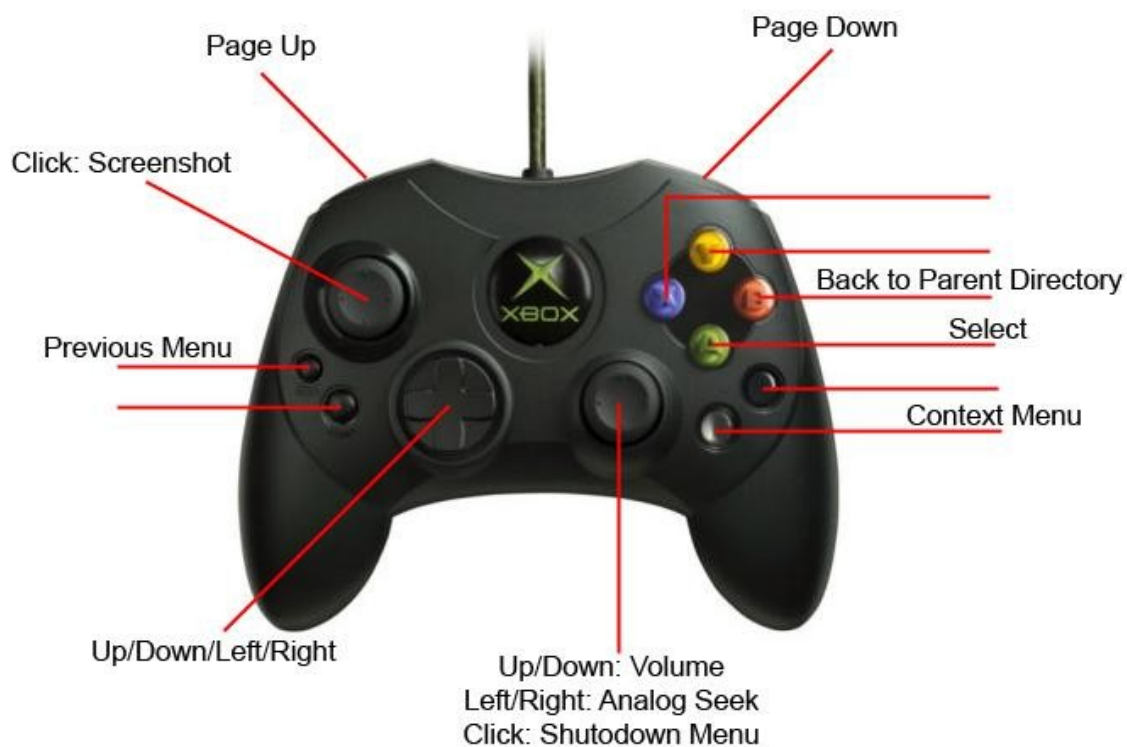 Page Up
Page Down
Click: Screenshot
XBOX
Back to Parent Directory
Select
Previous Menu
Context Menu
Up/Down/Left/Right
Up/Down: Volume
Left/Right: Analog Seek
Click: Shutodown Menu